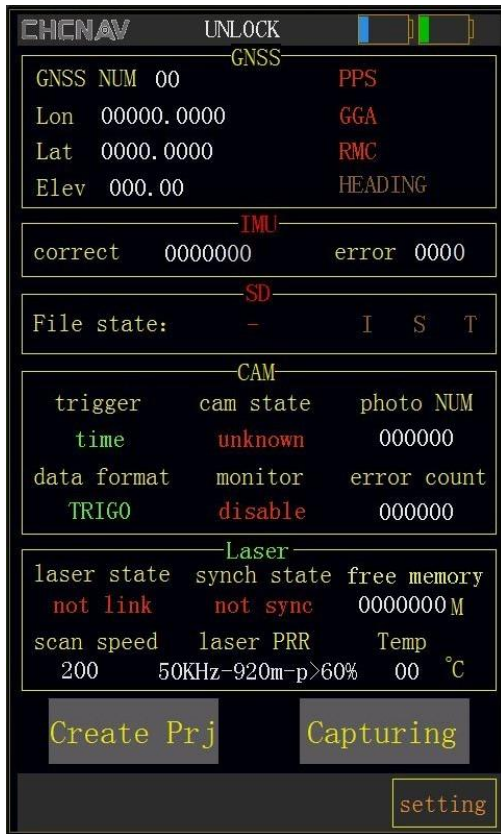 CHCNAV UNLOCK
GNSS
GNSS NUM 00 PPS
Lon 00000.0000 GGA
Lat 0000.0000 RMC
Elev 000.00 HEADING
IMU
correct 0000000 error 0000
SD
File state: - I S T
CAM
trigger cam state photo NUM
time unknown 000000
data format monitor error count
TRIG0 disable 000000
Laser
laser state synch state free memory
not link not sync 0000000 M
scan speed laser PRR Temp
200 50KHz-920m-p>60% 00 °C
Create Prj Capturing
setting